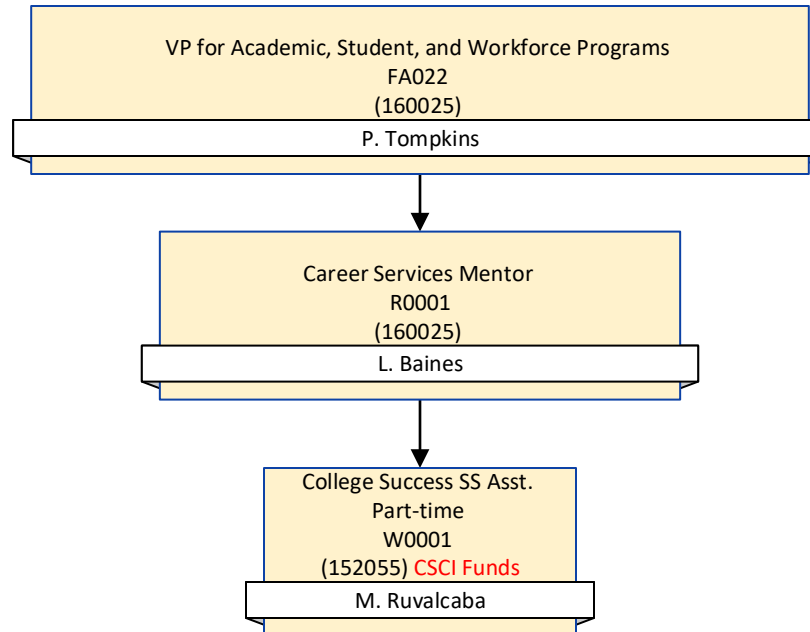 VP for Academic, Student, and Workforce Programs
FA022
(160025)
P. Tompkins
Career Services Mentor
R0001
(160025)
L. Baines
College Success SS Asst.
Part-time
W0001
(152055) CSCI Funds
M. Ruvalcaba